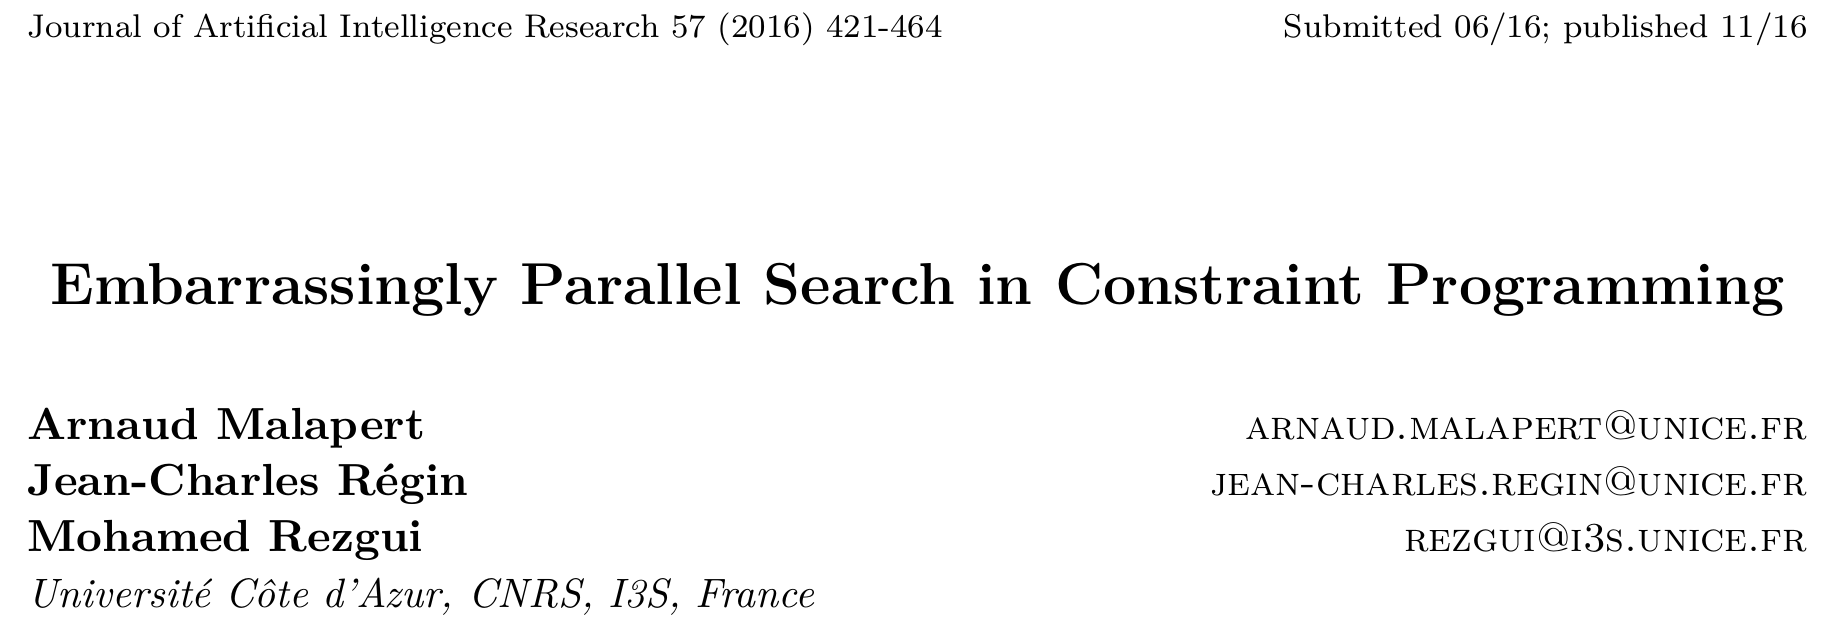 Journal of Artificial Intelligence Research 57 (2016) 421-464 Submitted 06/16; published 11/16
Embarrassingly Parallel Search in Constraint Programming
Arnaud Malapert ARNAUD.MALAPERT@UNICE.FR
Jean-Charles Régin JEAN-CHARLES.REGIN@UNICE.FR
Mohamed Rezgui REZGUI@I3S.UNICE.FR
Université Côte d'Azur, CNRS, I3S, France